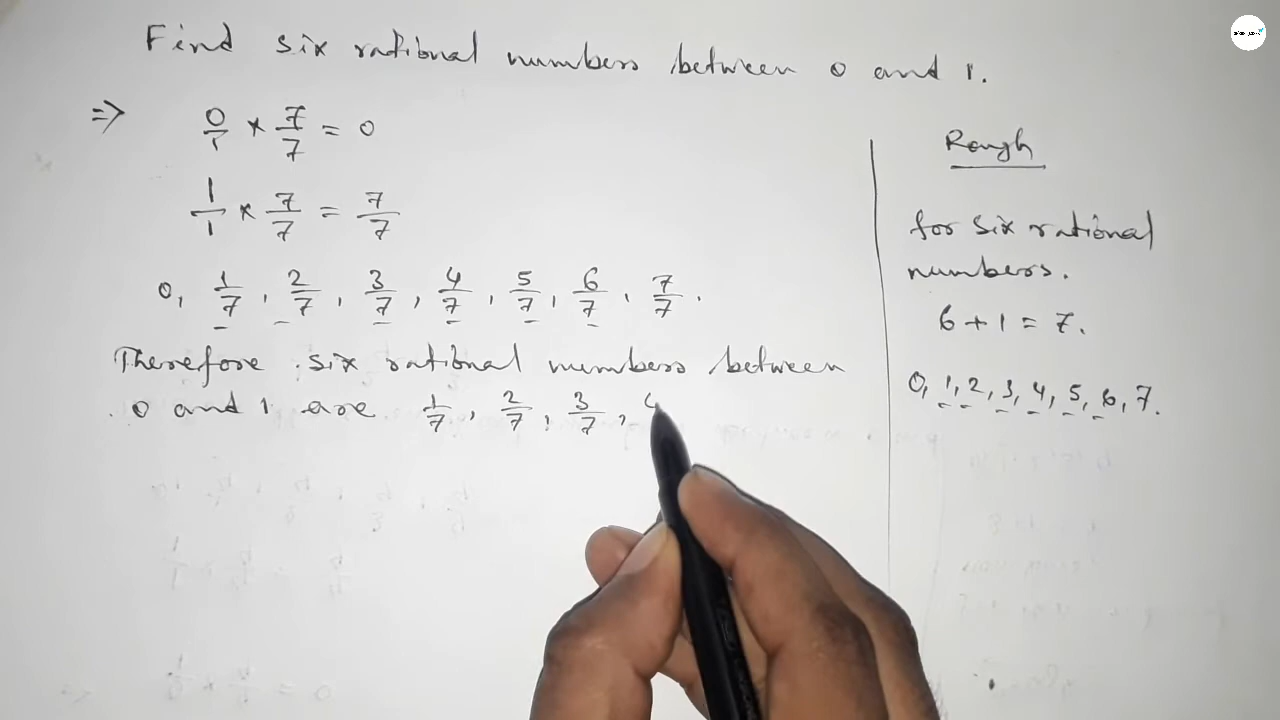 Find six rational numbers between 0 and 1.
=> 0/1 × 7/7 = 0
1/1 × 7/7 = 7/7
0, 1/7, 2/7, 3/7, 4/7, 5/7, 6/7, 7/7.
Therefore six rational numbers between
0 and 1 are 1/7, 2/7, 3/7, 4
Rough
for six rational
numbers.
6 + 1 = 7.
0, 1, 2, 3, 4, 5, 6, 7.